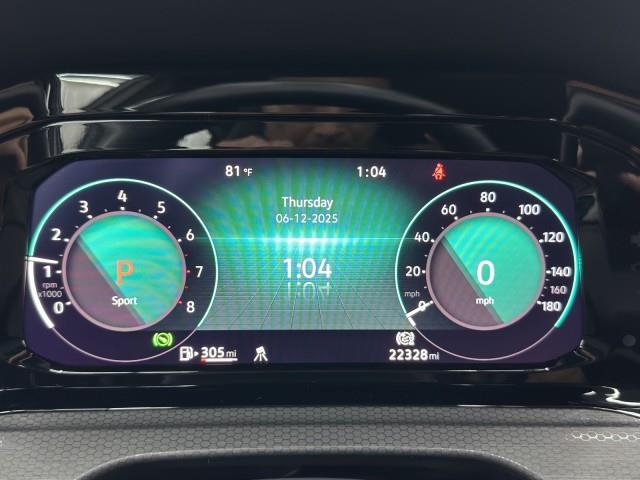 81 °F 1:04
Thursday
06-12-2025
1:04
0 1 2 3 4 5 6 7 8
rpm
x1000
P
Sport
0 20 40 60 80 100 120 140 160 180
mph
0
mph
305 mi
22328 mi